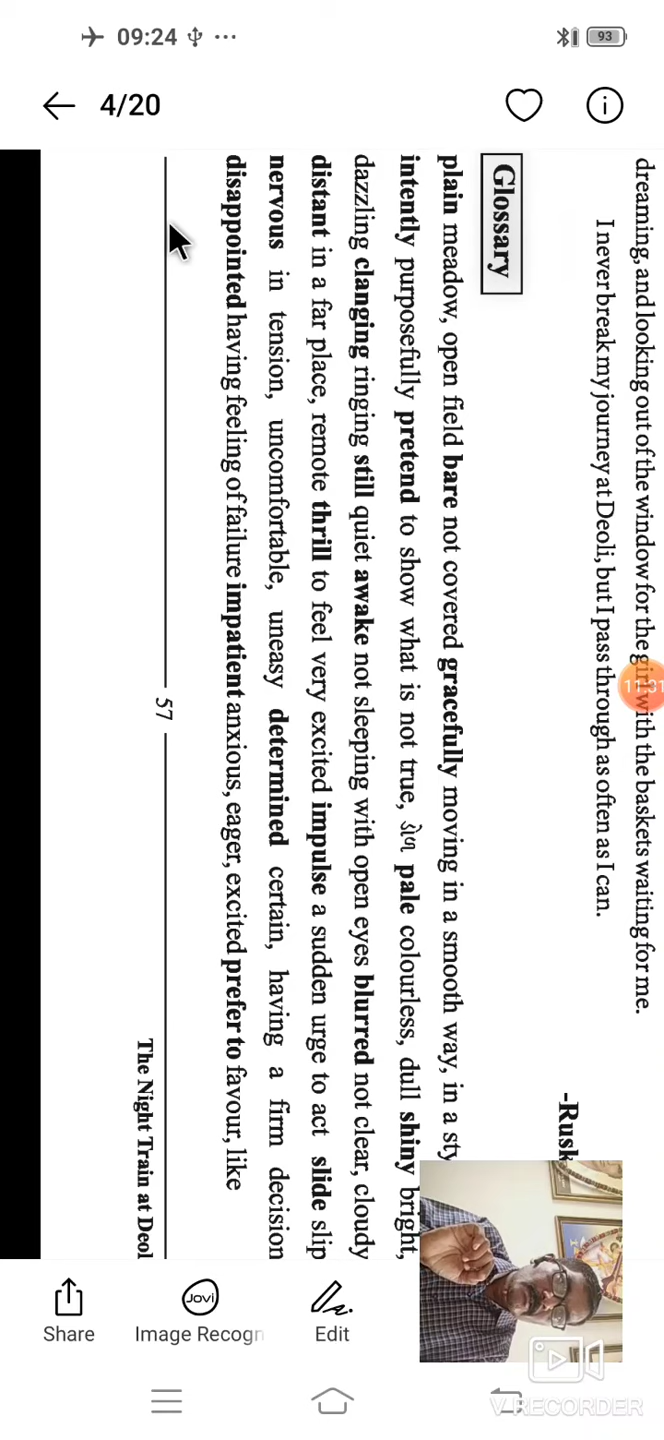 09:24
93
4/20
dreaming, and looking out of the window for the girl with the baskets waiting for me.
I never break my journey at Deoli, but I pass through as often as I can.
-Rusk
Glossary
plain meadow, open field bare not covered gracefully moving in a smooth way, in a sty
intently purposefully pretend to show what is not true, ડોળ pale colourless, dull shiny bright,
dazzling clanging ringing still quiet awake not sleeping with open eyes blurred not clear, cloudy
distant in a far place, remote thrill to feel very excited impulse a sudden urge to act slide slip
nervous in tension, uncomfortable, uneasy determined certain, having a firm decision
disappointed having feeling of failure impatient anxious, eager, excited prefer to favour, like
57
The Night Train at Deol
11:31
Share
Jovi
Image Recogn
Edit
V RECORDER